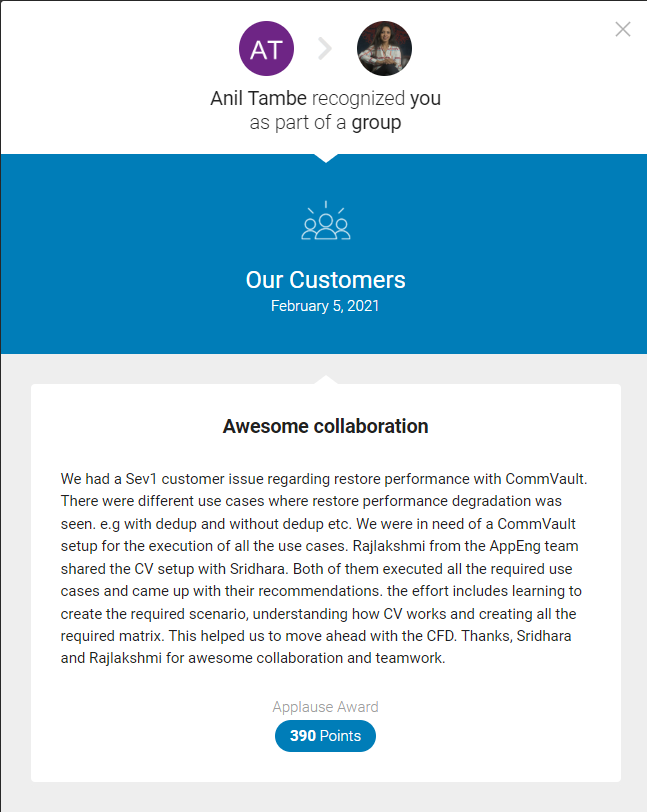 AT
Anil Tambe recognized you
as part of a group
Our Customers
February 5, 2021
Awesome collaboration
We had a Sev1 customer issue regarding restore performance with CommVault.
There were different use cases where restore performance degradation was
seen. e.g with dedup and without dedup etc. We were in need of a CommVault
setup for the execution of all the use cases. Rajlakshmi from the AppEng team
shared the CV setup with Sridhara. Both of them executed all the required use
cases and came up with their recommendations. the effort includes learning to
create the required scenario, understanding how CV works and creating all the
required matrix. This helped us to move ahead with the CFD. Thanks, Sridhara
and Rajlakshmi for awesome collaboration and teamwork.
Applause Award
390 Points